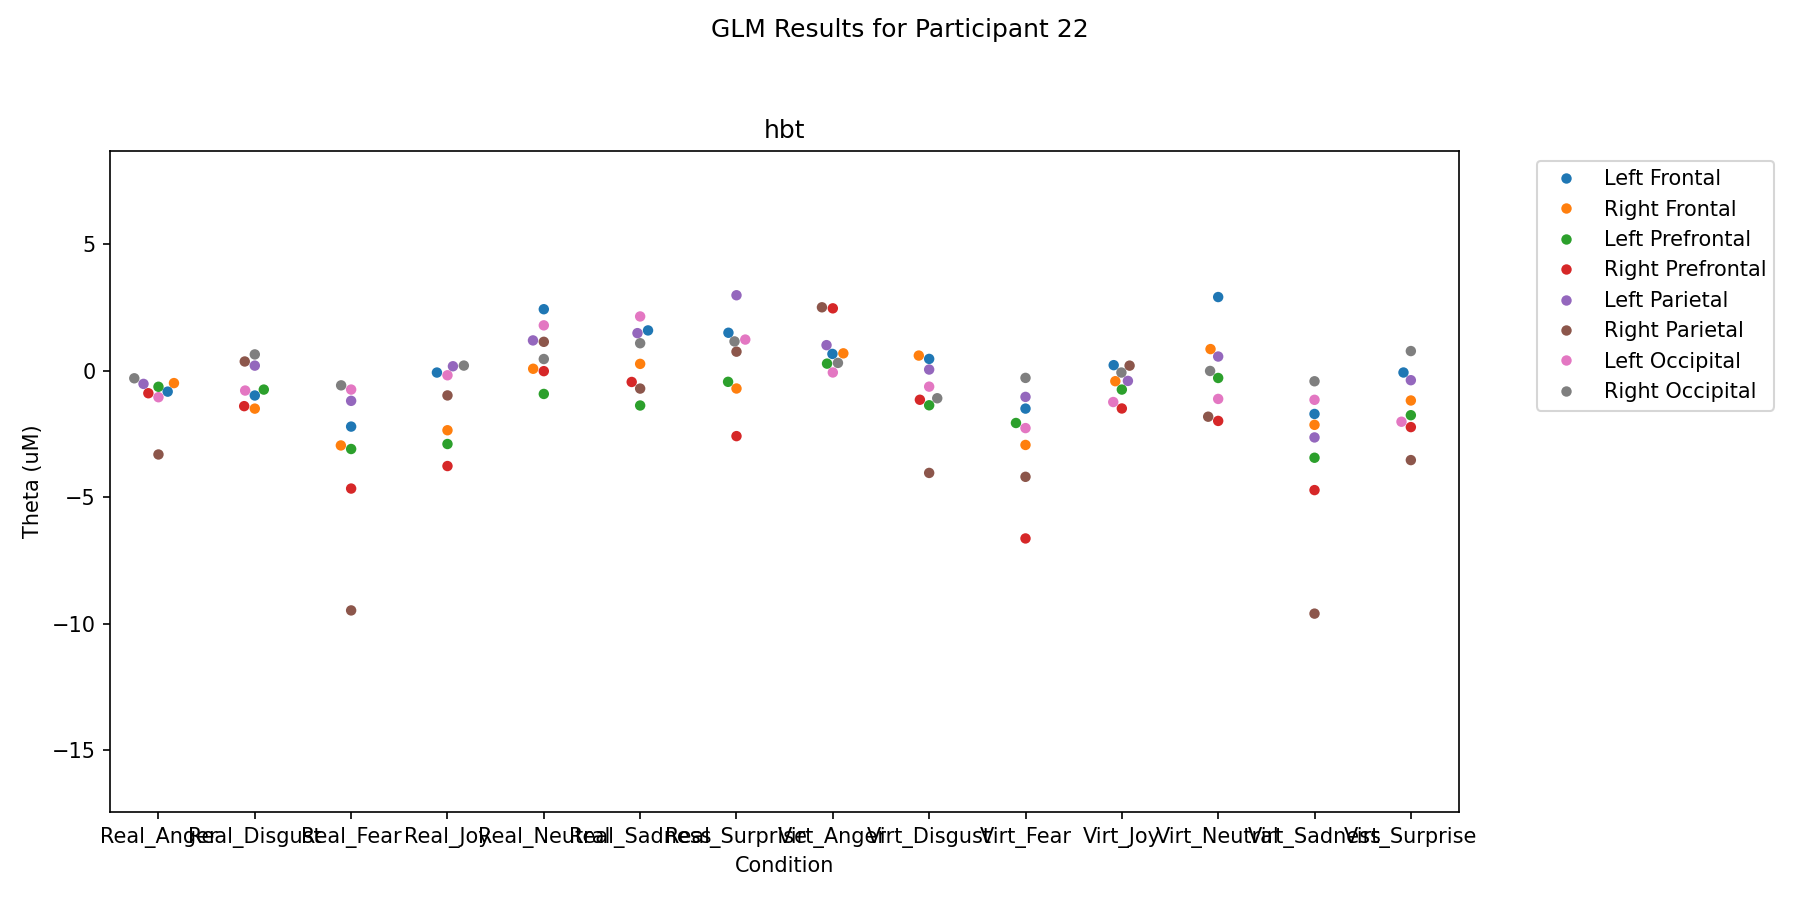 GLM Results for Participant 22
hbt
Theta (uM)
5
0
−5
−10
−15
Real_Anger
Real_Disgust
Real_Fear
Real_Joy
Real_Neutral
Real_Sadness
Real_Surprise
Virt_Anger
Virt_Disgust
Virt_Fear
Virt_Joy
Virt_Neutral
Virt_Sadness
Virt_Surprise
Condition
Left Frontal
Right Frontal
Left Prefrontal
Right Prefrontal
Left Parietal
Right Parietal
Left Occipital
Right Occipital